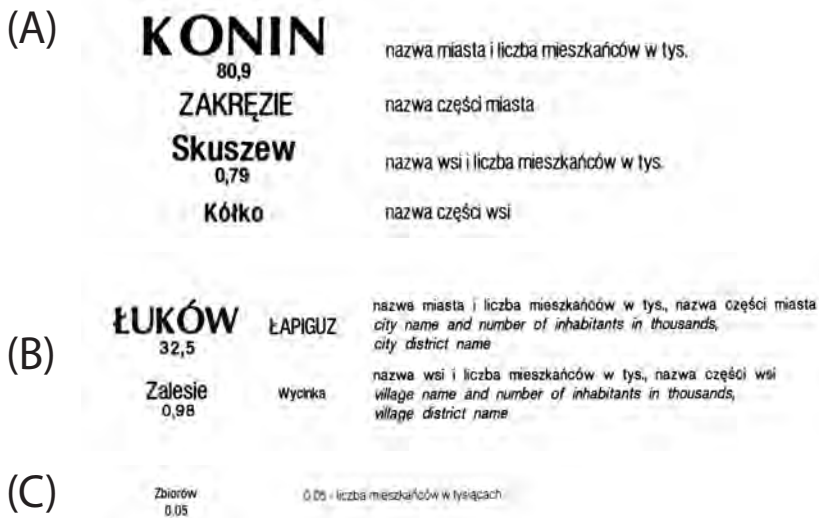 (A)
KONIN
80,9
nazwa miasta i liczba mieszkańców w tys.
ZAKRĘZIE
nazwa części miasta
Skuszew
0,79
nazwa wsi i liczba mieszkańców w tys.
Kółko
nazwa części wsi
(B)
ŁUKÓW
32,5
ŁAPIGUZ
nazwa miasta i liczba mieszkańców w tys., nazwa części miasta
city name and number of inhabitants in thousands,
city district name
Zalesie
0,98
Wycinka
nazwa wsi i liczba mieszkańców w tys., nazwa części wsi
village name and number of inhabitants in thousands,
village district name
(C)
Zbiorów
0.05
0.05 - liczba mieszkańców w tysiącach